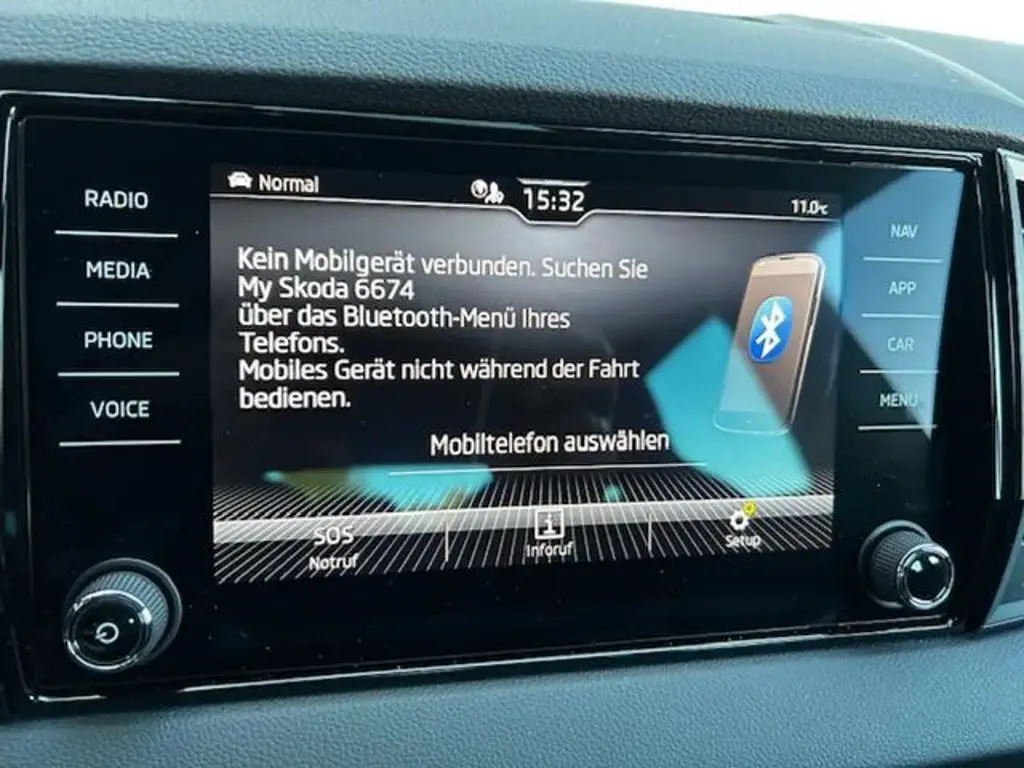 RADIO
MEDIA
PHONE
VOICE
Normal
15:32
11.0°C
Kein Mobilgerät verbunden. Suchen Sie
My Skoda 6674
über das Bluetooth-Menü Ihres
Telefons.
Mobiles Gerät nicht während der Fahrt
bedienen.
Mobiltelefon auswählen
SOS
Notruf
i
Inforuf
Setup
NAV
APP
CAR
MENU